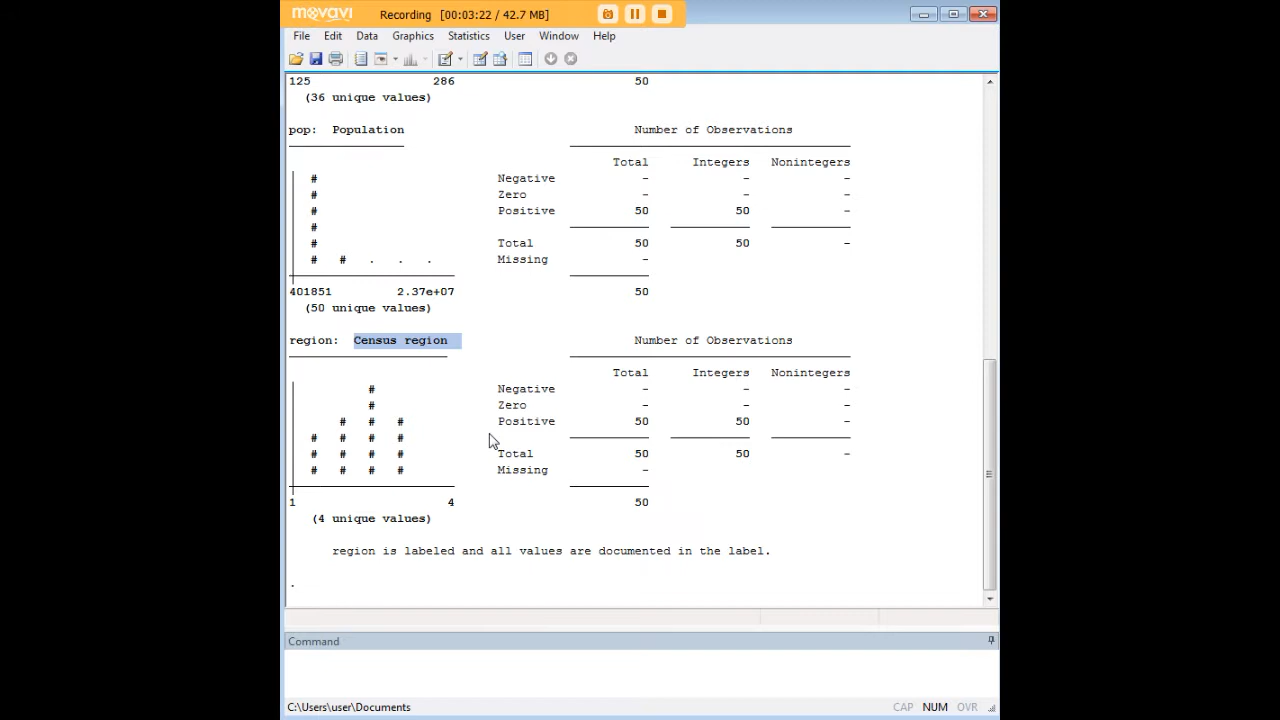 movavi Recording [00:03:22 / 42.7 MB]
File Edit Data Graphics Statistics User Window Help
125 286 50
(36 unique values)
pop: Population Number of Observations
Total Integers Nonintegers
# Negative - - -
# Zero - - -
# Positive 50 50 -
#
# Total 50 50 -
# # . . . Missing -
401851 2.37e+07 50
(50 unique values)
region: Census region Number of Observations
Total Integers Nonintegers
# Negative - - -
# Zero - - -
# # # Positive 50 50 -
# # # #
# # # # Total 50 50 -
# # # # Missing -
1 4 50
(4 unique values)
region is labeled and all values are documented in the label.
.
Command
C:\Users\user\Documents CAP NUM OVR